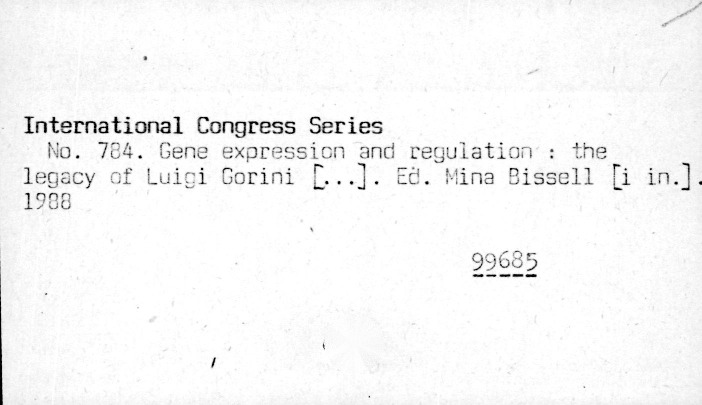 International Congress Series
No. 784. Gene expression and regulation : the
legacy of Luigi Gorini [...]. Ed. Mina Bissell [i in.].
1988
99685